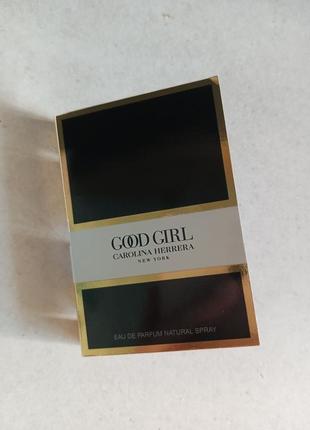 GOOD GIRL
CAROLINA HERRERA
NEW YORK
EAU DE PARFUM NATURAL SPRAY